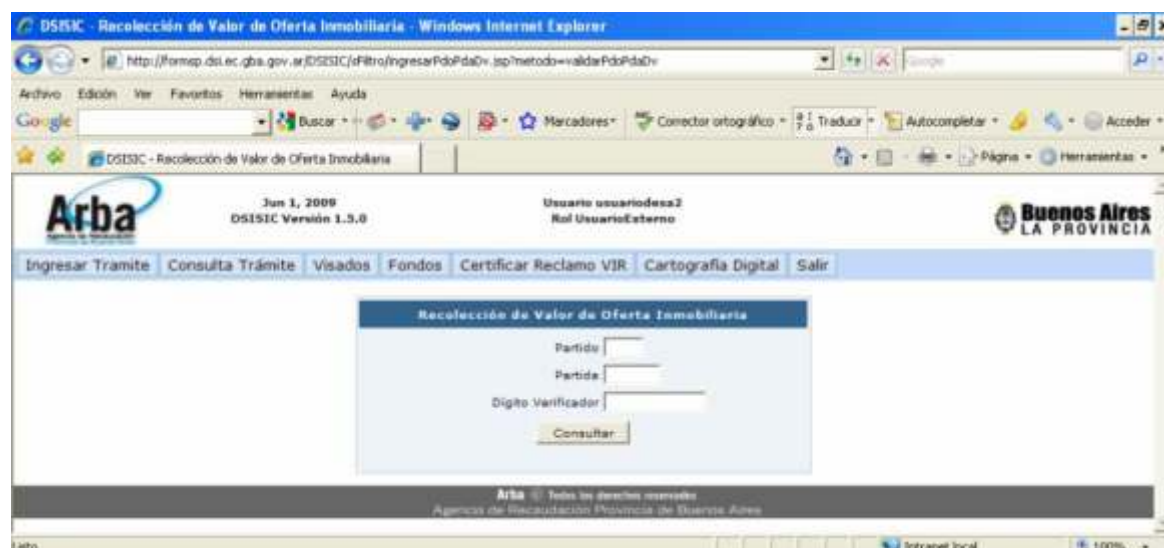 DSISIC - Recolección de Valor de Oferta Inmobiliaria - Windows Internet Explorer
http://formsp.dsi.ec.gba.gov.ar/DSISIC/sFiltro/ingresarPdoPdaDv.jsp?metodo=validarPdoPdaDv
Google
Archivo Edición Ver Favoritos Herramientas Ayuda
Google Buscar Marcadores Corrector ortográfico Traducir Autocompletar Acceder
DSISIC - Recolección de Valor de Oferta Inmobiliaria Página Herramientas
Arba Jun 1, 2009 Usuario usuariodesa2 Buenos Aires
DSISIC Versión 1.5.0 Rol UsuarioExterno LA PROVINCIA
Ingresar Tramite Consulta Trámite Visados Fondos Certificar Reclamo VIR Cartografía Digital Salir
Recolección de Valor de Oferta Inmobiliaria
Partido
Partida
Dígito Verificador
Consultar
Arba © Todos los derechos reservados
Agencia de Recaudación Provincia de Buenos Aires
Listo Intranet local 100%